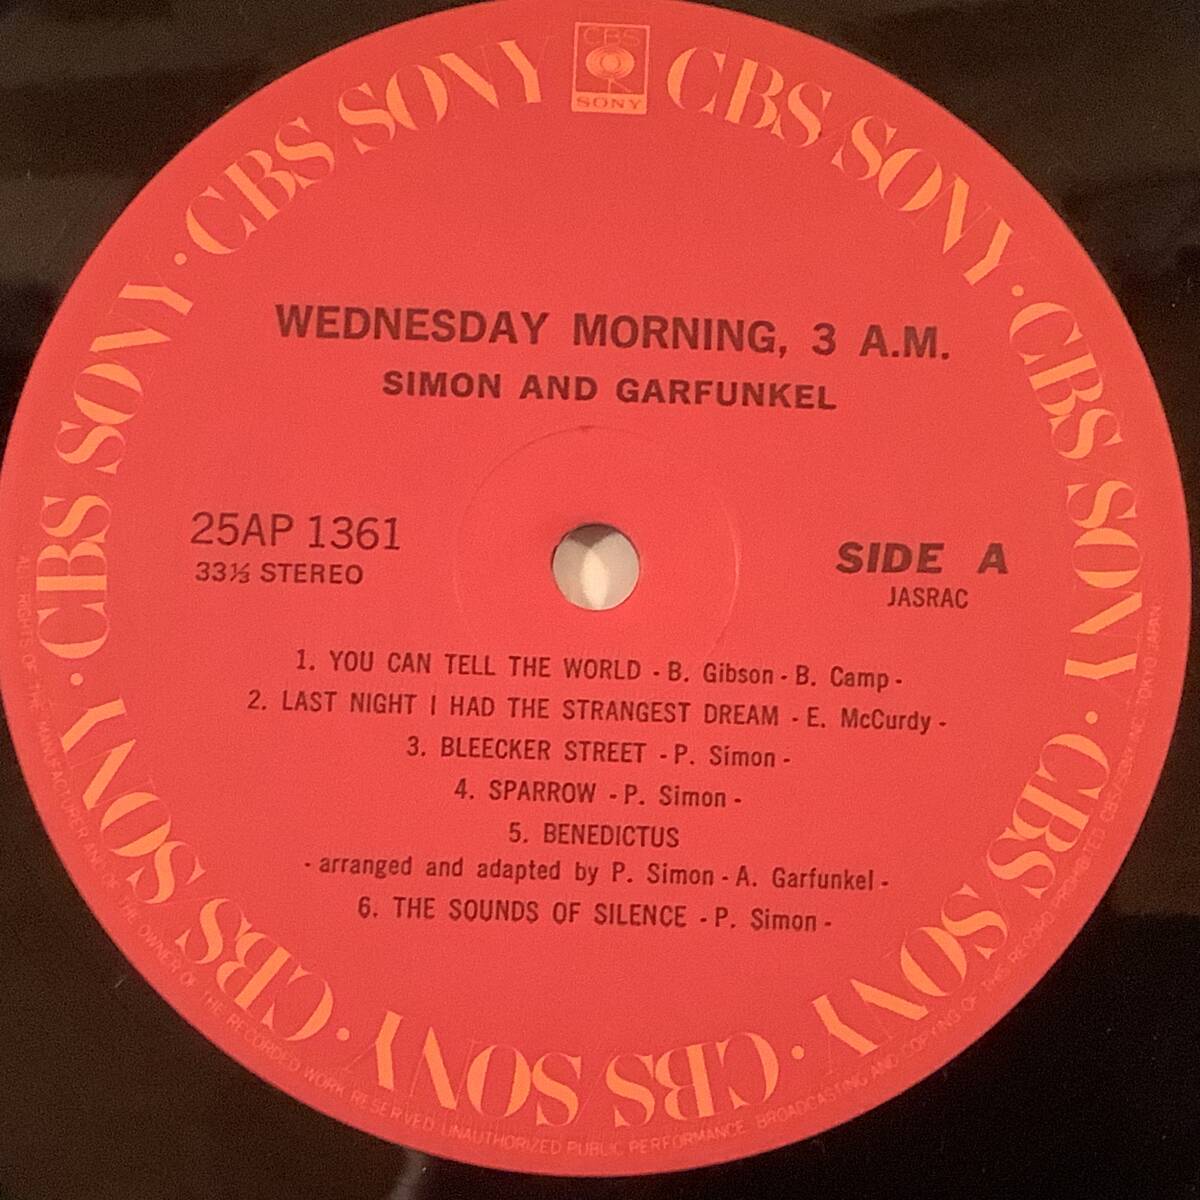 CBS
SONY
CBS/SONY · CBS/SONY · CBS/SONY · CBS/SONY · CBS/SONY · CBS/SONY · CBS/SONY
WEDNESDAY MORNING, 3 A.M.
SIMON AND GARFUNKEL
25AP 1361
33⅓ STEREO
SIDE A
JASRAC
1. YOU CAN TELL THE WORLD - B. Gibson - B. Camp -
2. LAST NIGHT I HAD THE STRANGEST DREAM - E. McCurdy -
3. BLEECKER STREET - P. Simon -
4. SPARROW - P. Simon -
5. BENEDICTUS
- arranged and adapted by P. Simon - A. Garfunkel -
6. THE SOUNDS OF SILENCE - P. Simon -
ALL RIGHTS OF THE MANUFACTURER AND OF THE OWNER OF THE RECORDED WORK RESERVED UNAUTHORIZED PUBLIC PERFORMANCE BROADCASTING AND COPYING OF THIS RECORD PROHIBITED CBS/SONY INC. TOKYO JAPAN